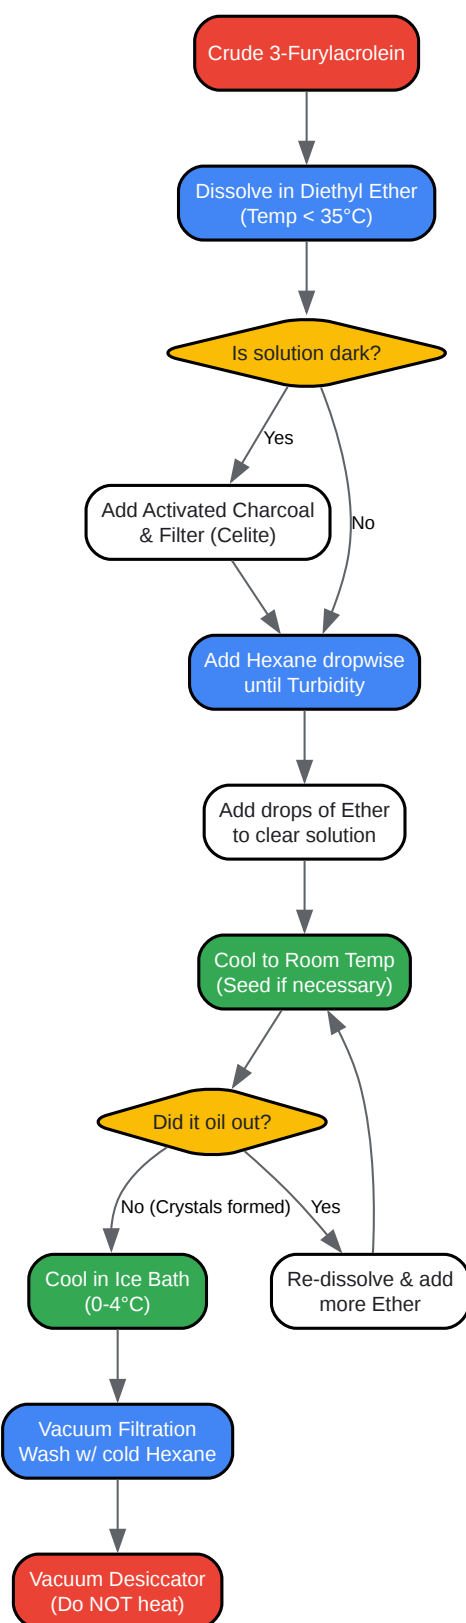 Crude 3-Furylacrolein
Dissolve in Diethyl Ether
(Temp < 35°C)
Is solution dark?
Yes
Add Activated Charcoal
& Filter (Celite)
No
Add Hexane dropwise
until Turbidity
Add drops of Ether
to clear solution
Cool to Room Temp
(Seed if necessary)
Did it oil out?
No (Crystals formed)
Yes
Cool in Ice Bath
(0-4°C)
Re-dissolve & add
more Ether
Vacuum Filtration
Wash w/ cold Hexane
Vacuum Desiccator
(Do NOT heat)